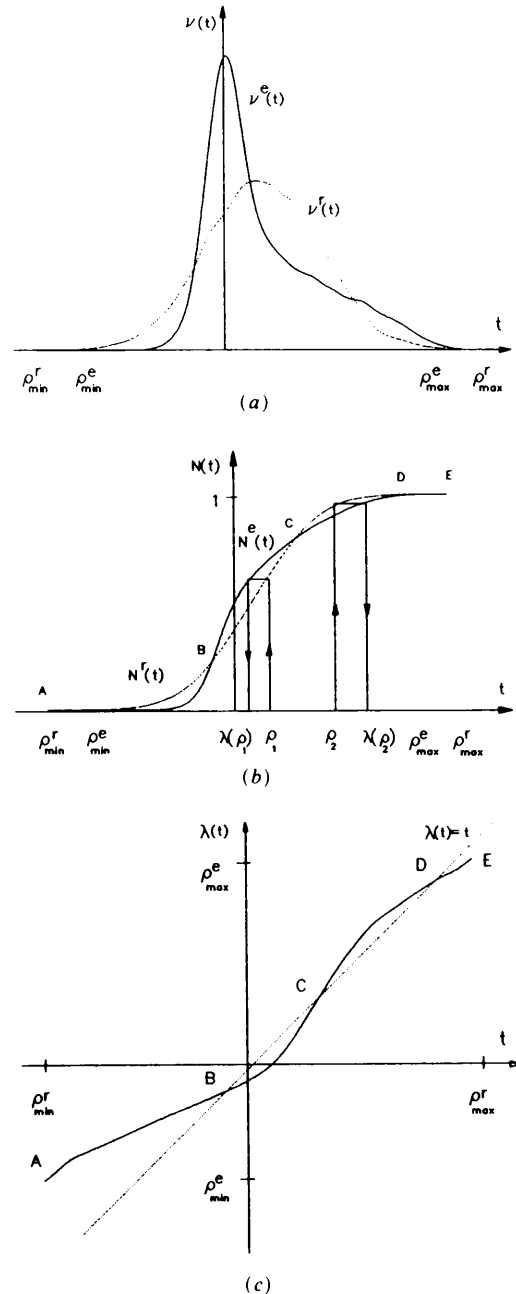 ν(t)
ν^e(t)
ν^r(t)
t
ρ^r_min ρ^e_min ρ^e_max ρ^r_max
(a)
N(t)
1
D E
C
N^e(t)
B
N^r(t)
A
t
ρ^r_min ρ^e_min λ(ρ_1) ρ_1 ρ_2 λ(ρ_2) ρ^e_max ρ^r_max
(b)
λ(t) λ(t)=t
ρ^e_max
D E
C
t
B
ρ^r_min ρ^r_max
A
ρ^e_min
(c)